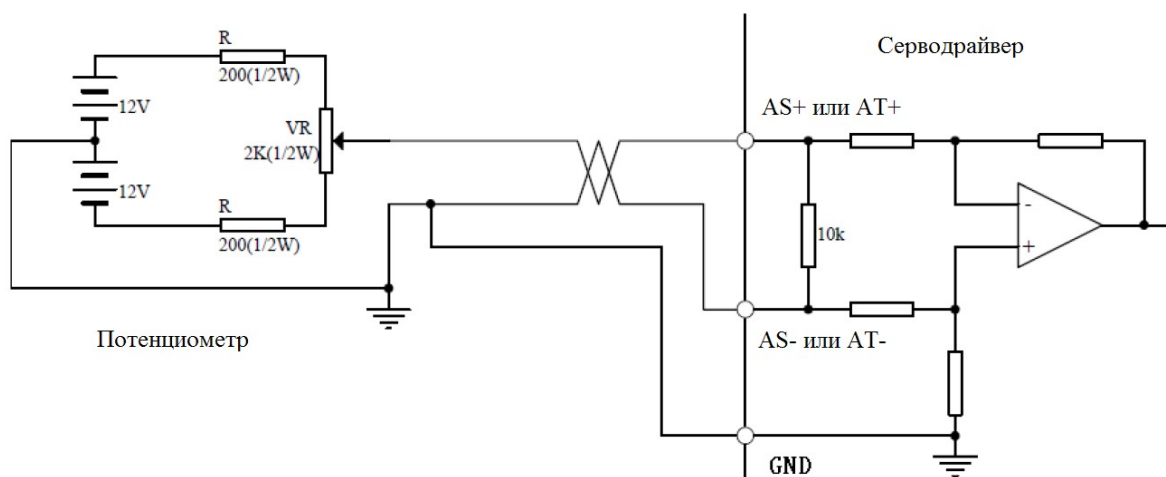 R
200(1/2W)
12V
VR
2K(1/2W)
12V
R
200(1/2W)
Потенциометр
Серводрайвер
AS+ или AT+
-
+
10k
AS- или AT-
GND